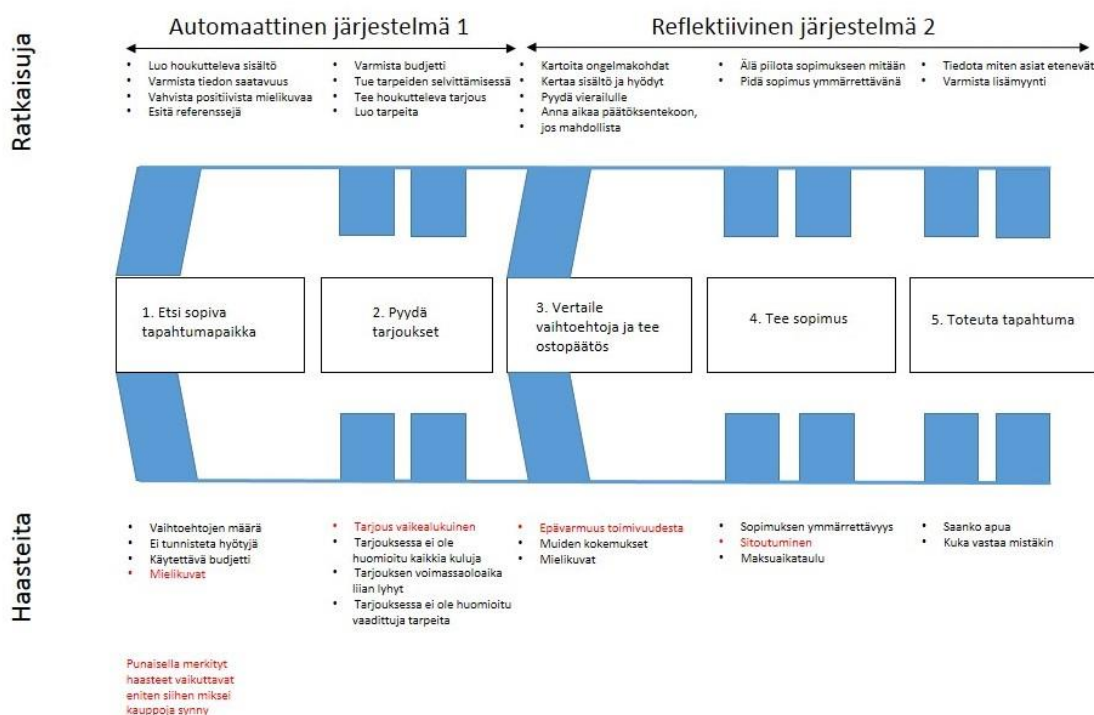 Automaattinen järjestelmä 1
Reflektiivinen järjestelmä 2
Ratkaisuja
• Luo houkutteleva sisältö
• Varmista tiedon saatavuus
• Vahvista positiivista mielikuvaa
• Esitä referenssejä
• Varmista budjetti
• Tue tarpeiden selvittämisessä
• Tee houkutteleva tarjous
• Luo tarpeita
• Kartoita ongelmakohdat
• Kertaa sisältö ja hyödyt
• Pyydä vierailulle
• Anna aikaa päätöksentekoon,
jos mahdollista
• Älä piilota sopimukseen mitään
• Pidä sopimus ymmärrettävänä
• Tiedota miten asiat etenevät
• Varmista lisämyynti
1. Etsi sopiva
tapahtumapaikka
2. Pyydä
tarjoukset
3. Vertaile
vaihtoehtoja ja tee
ostopäätös
4. Tee sopimus
5. Toteuta tapahtuma
Haasteita
• Vaihtoehtojen määrä
• Ei tunnisteta hyötyjä
• Käytettävä budjetti
• Mielikuvat
• Tarjous vaikealukuinen
• Tarjouksessa ei ole
huomioitu kaikkia kuluja
• Tarjouksen voimassaoloaika
liian lyhyt
• Tarjouksessa ei ole huomioitu
vaadittuja tarpeita
• Epävarmuus toimivuudesta
• Muiden kokemukset
• Mielikuvat
• Sopimuksen ymmärrettävyys
• Sitoutuminen
• Maksuaikataulu
• Saanko apua
• Kuka vastaa mistäkin
Punaisella merkityt
haasteet vaikuttavat
eniten siihen miksei
kauppoja synny